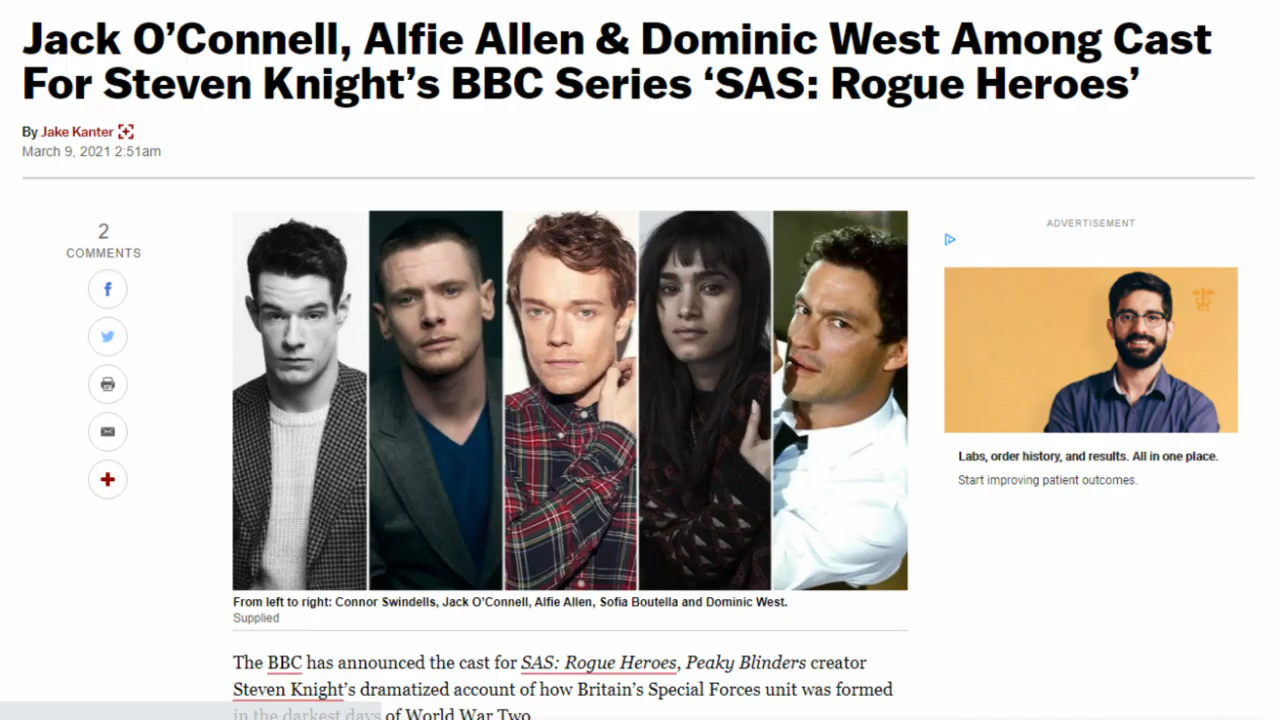 Jack O’Connell, Alfie Allen & Dominic West Among Cast
For Steven Knight’s BBC Series ‘SAS: Rogue Heroes’
By Jake Kanter
March 9, 2021 2:51am
2
COMMENTS
ADVERTISEMENT
Labs, order history, and results. All in one place.
Start improving patient outcomes.
From left to right: Connor Swindells, Jack O’Connell, Alfie Allen, Sofia Boutella and Dominic West.
Supplied
The BBC has announced the cast for SAS: Rogue Heroes, Peaky Blinders creator
Steven Knight’s dramatized account of how Britain’s Special Forces unit was formed
in the darkest days of World War Two